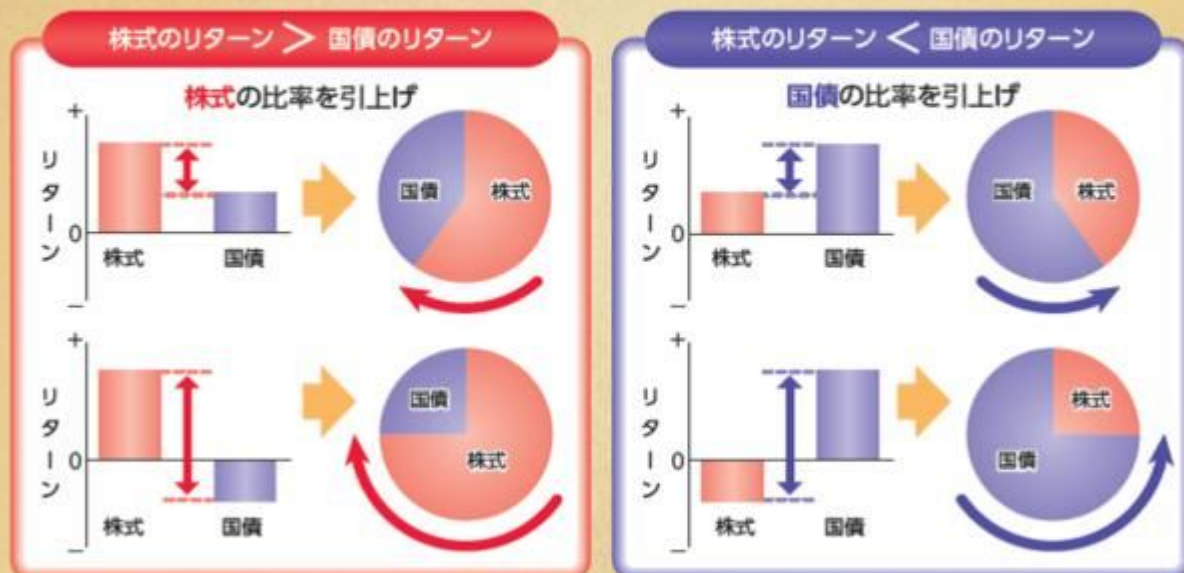 株式のリターン > 国債のリターン
株式の比率を引上げ
+
リターン
0
−
株式
国債
国債
株式
+
リターン
0
−
株式
国債
国債
株式
株式のリターン < 国債のリターン
国債の比率を引上げ
+
リターン
0
−
株式
国債
国債
株式
+
リターン
0
−
株式
国債
株式
国債